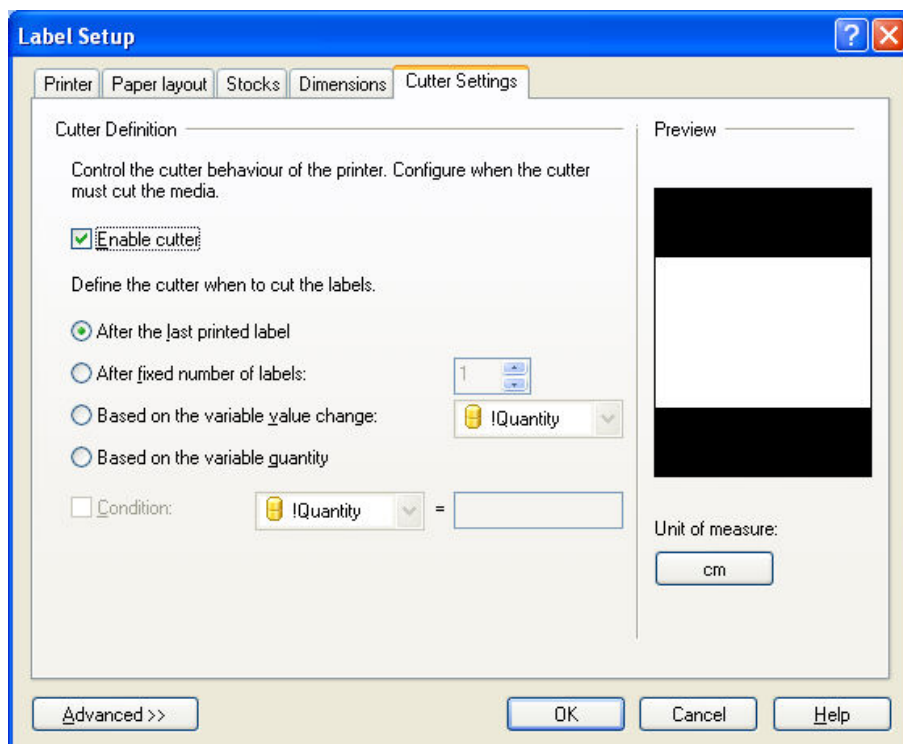 Label Setup
Printer
Paper layout
Stocks
Dimensions
Cutter Settings
Cutter Definition
Control the cutter behaviour of the printer. Configure when the cutter
must cut the media.
Enable cutter
Define the cutter when to cut the labels.
After the last printed label
After fixed number of labels:
1
Based on the variable value change:
!Quantity
Based on the variable quantity
Condition:
!Quantity
=
Preview
Unit of measure:
cm
Advanced >>
OK
Cancel
Help